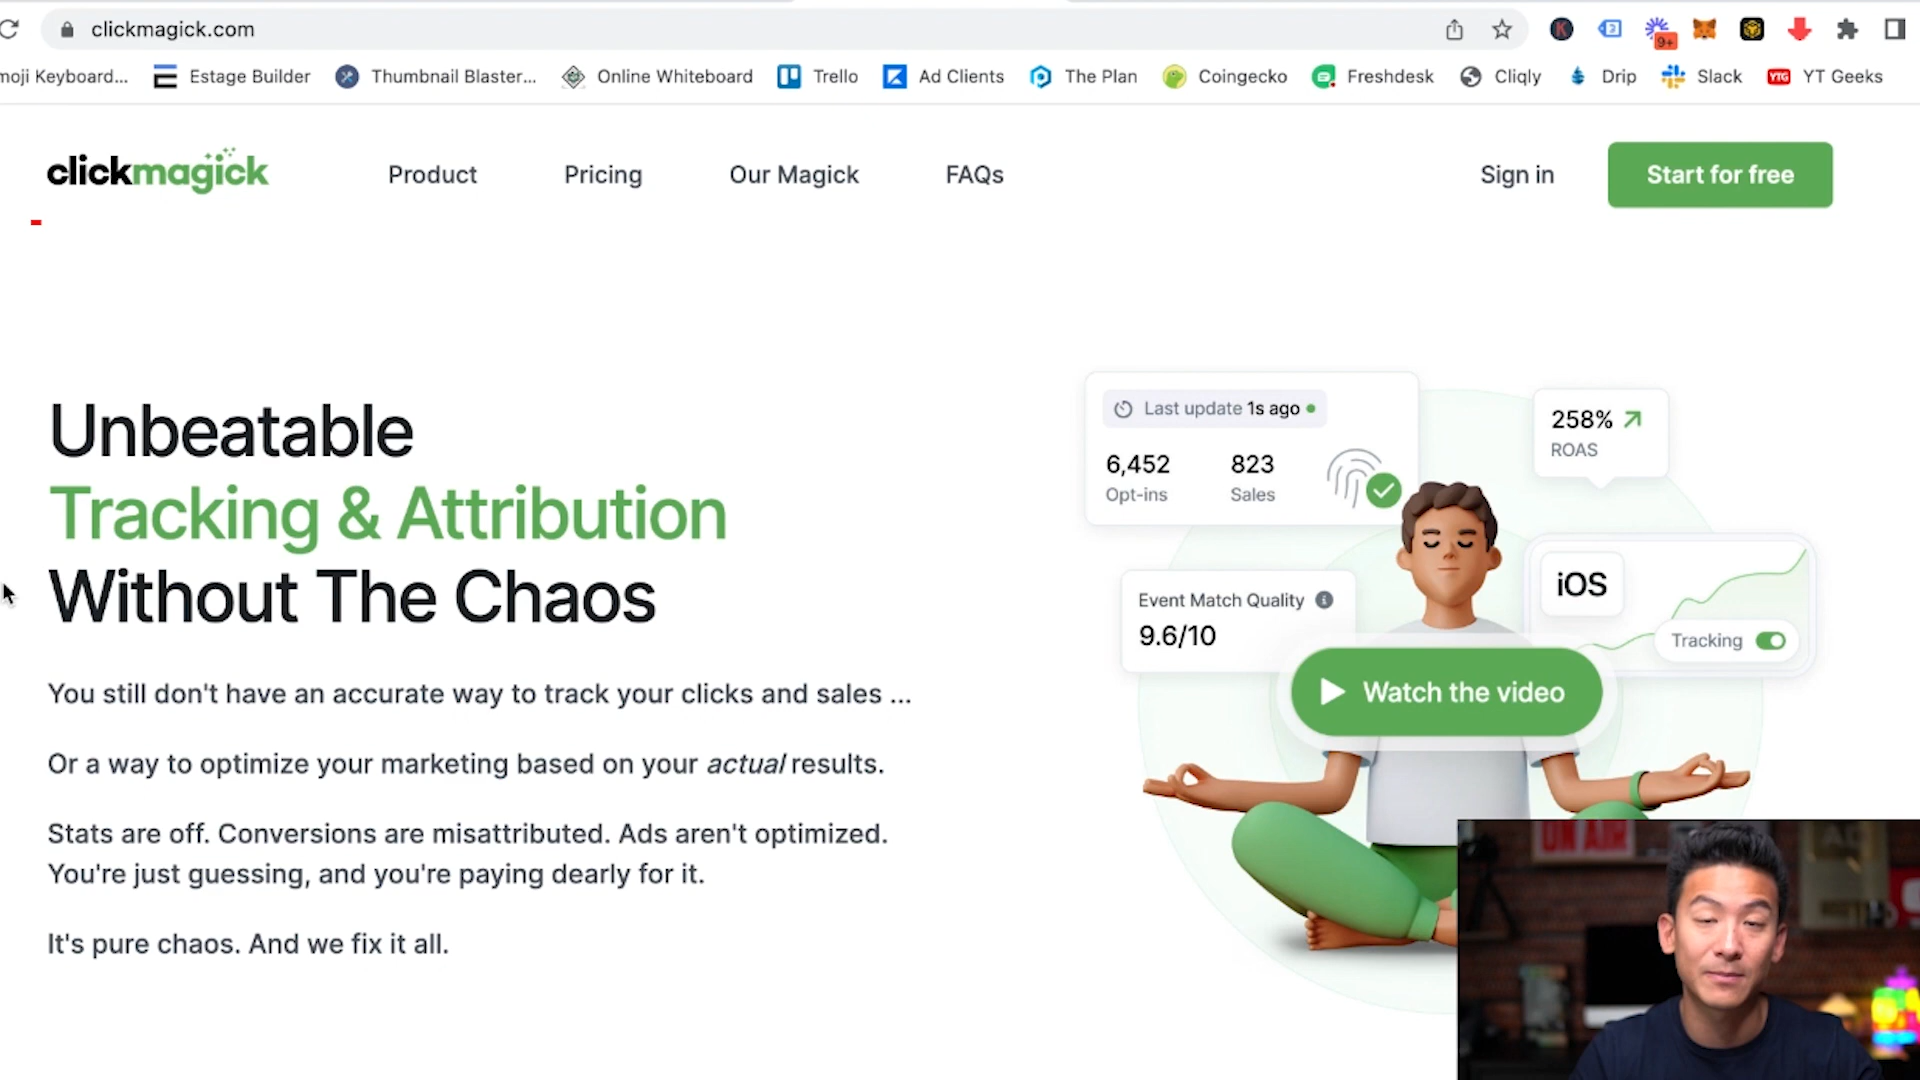 clickmagick.com
9+
moji Keyboard...
Estage Builder
Thumbnail Blaster...
Online Whiteboard
Trello
Ad Clients
The Plan
Coingecko
Freshdesk
Cliqly
Drip
Slack
YTG
YT Geeks
clickmagick
Product
Pricing
Our Magick
FAQs
Sign in
Start for free
Unbeatable
Tracking & Attribution
Without The Chaos
You still don't have an accurate way to track your clicks and sales ...
Or a way to optimize your marketing based on your actual results.
Stats are off. Conversions are misattributed. Ads aren't optimized.
You're just guessing, and you're paying dearly for it.
It's pure chaos. And we fix it all.
Last update 1s ago
6,452
Opt-ins
823
Sales
258%
ROAS
Event Match Quality
9.6/10
iOS
Tracking
Watch the video
ON AIR